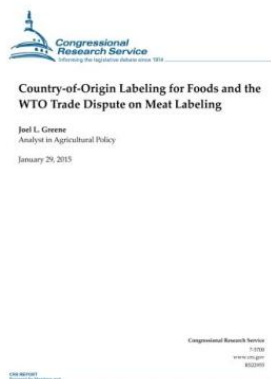 Congressional
Research Service
Informing the legislative debate since 1914
Country-of-Origin Labeling for Foods and the
WTO Trade Dispute on Meat Labeling
Joel L. Greene
Analyst in Agricultural Policy
January 29, 2015
Congressional Research Service
7-5700
www.crs.gov
RS22955
CRS REPORT